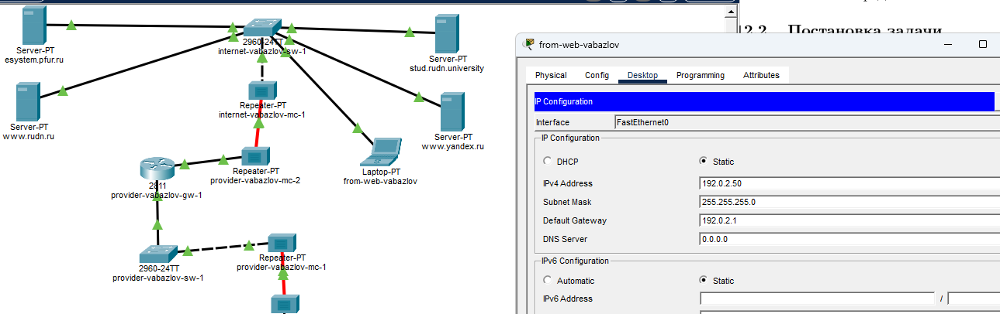 Server-PT
esystem.pfur.ru
2960-24TT
internet-vabazlov-sw-1
Server-PT
stud.rudn.university
Repeater-PT
internet-vabazlov-mc-1
Server-PT
www.rudn.ru
Server-PT
www.yandex.ru
Repeater-PT
provider-vabazlov-mc-2
Laptop-PT
from-web-vabazlov
2811
provider-vabazlov-gw-1
Repeater-PT
provider-vabazlov-mc-1
2960-24TT
provider-vabazlov-sw-1
2.2. Постановка задачи
from-web-vabazlov
Physical Config Desktop Programming Attributes
IP Configuration
Interface FastEthernet0
IP Configuration
DHCP Static
IPv4 Address 192.0.2.50
Subnet Mask 255.255.255.0
Default Gateway 192.0.2.1
DNS Server 0.0.0.0
IPv6 Configuration
Automatic Static
IPv6 Address /